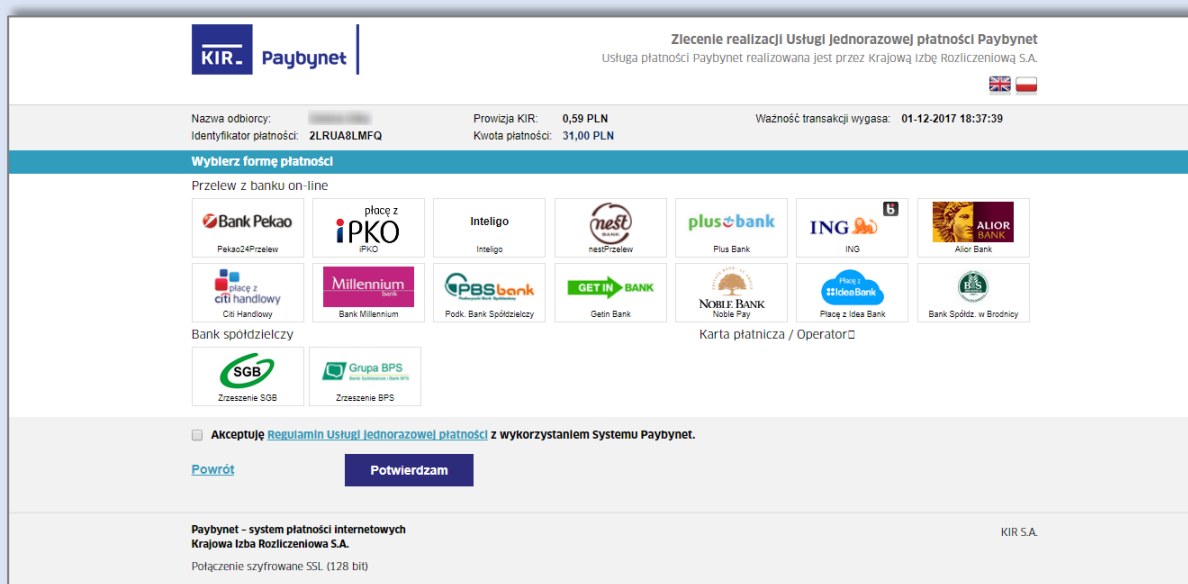 KIR Paybynet
Zlecenie realizacji Usługi jednorazowej płatności Paybynet
Usługa płatności Paybynet realizowana jest przez Krajową Izbę Rozliczeniową S.A.
Nazwa odbiorcy:
Prowizja KIR: 0,59 PLN
Ważność transakcji wygasa: 01-12-2017 18:37:39
Identyfikator płatności: 2LRUA8LMFQ
Kwota płatności: 31,00 PLN
Wybierz formę płatności
Przelew z banku on-line
Bank Pekao
Pekao24Przelew
płacę z
iPKO
iPKO
Inteligo
Inteligo
nest
BANK
nestPrzelew
plus bank
Plus Bank
ING
ING
ALIOR
BANK
Alior Bank
płacę z
citi handlowy
Citi Handlowy
Millennium
bank
Bank Millennium
PBSbank
Podk. Bank Spółdzielczy
GET IN BANK
Getin Bank
NOBLE BANK
Noble Pay
Płacę z
IdeaBank
Płacę z Idea Bank
BS
Bank Spółdz. w Brodnicy
Bank spółdzielczy
Karta płatnicza / Operator
SGB
Zrzeszenie SGB
Grupa BPS
Zrzeszenie BPS
Akceptuję Regulamin Usługi jednorazowej płatności z wykorzystaniem Systemu Paybynet.
Powrót
Potwierdzam
Paybynet – system płatności internetowych
Krajowa Izba Rozliczeniowa S.A.
KIR S.A.
Połączenie szyfrowane SSL (128 bit)